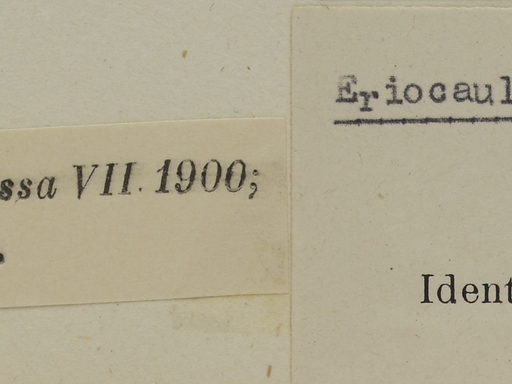 ssa VII. 1900;
Eriocaul
Ident